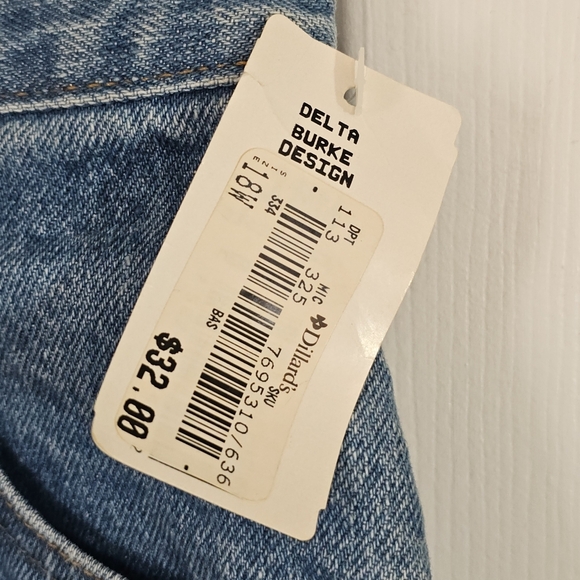 DELTA
BURKE
DESIGN
SIZE
18W
334
DPT
113
MIC
325
Dillard's
SKU
7695310/636
BAS
$32.00